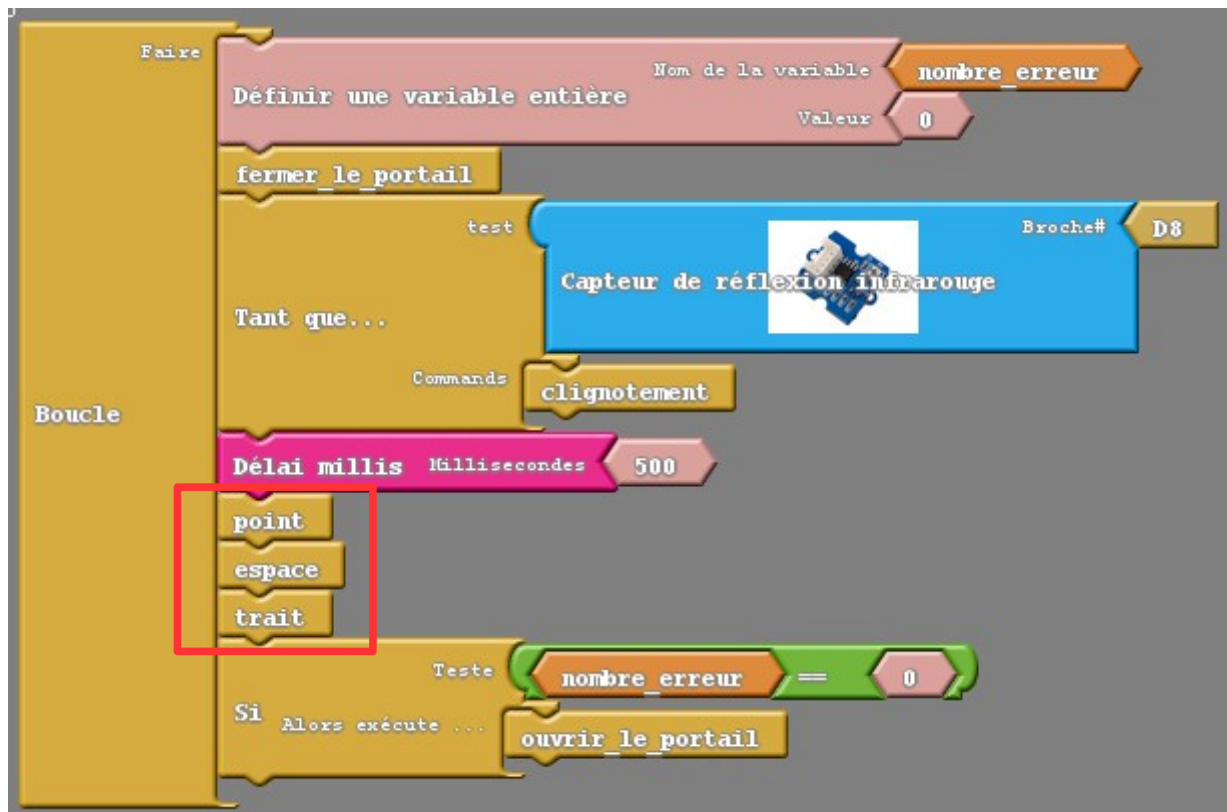 Faire
Définir une variable entière
Nom de la variable
nombre_erreur
Valeur
0
fermer_le_portail
Tant que...
test
Capteur de réflexion infrarouge
Broche#
D8
Commands
clignotement
Boucle
Délai millis Millisecondes 500
point
espace
trait
Si
Teste
nombre_erreur == 0
Alors exécute ...
ouvrir_le_portail